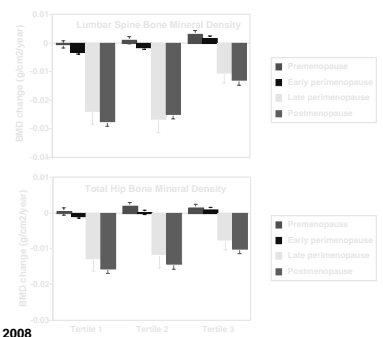 0.01
Lumbar Spine Bone Mineral Density
0
-0.01
-0.02
-0.03
-0.04
BMD change (g/cm2/year)
Premenopause
Early perimenopause
Late perimenopause
Postmenopause
0.01
Total Hip Bone Mineral Density
0
-0.01
-0.02
-0.03
BMD change (g/cm2/year)
Premenopause
Early perimenopause
Late perimenopause
Postmenopause
Tertile 1 Tertile 2 Tertile 3
2008